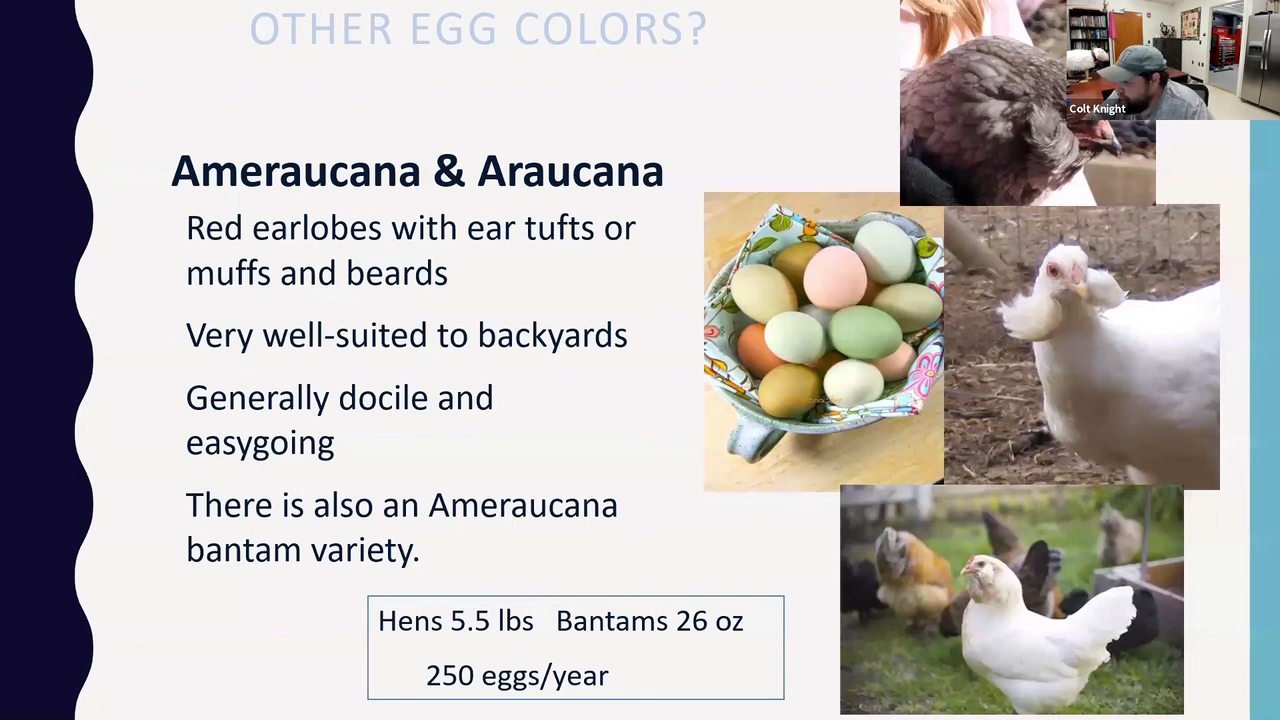 OTHER EGG COLORS?
Colt Knight
Ameraucana & Araucana
Red earlobes with ear tufts or
muffs and beards
Very well-suited to backyards
Generally docile and
easygoing
There is also an Ameraucana
bantam variety.
Hens 5.5 lbs Bantams 26 oz
250 eggs/year